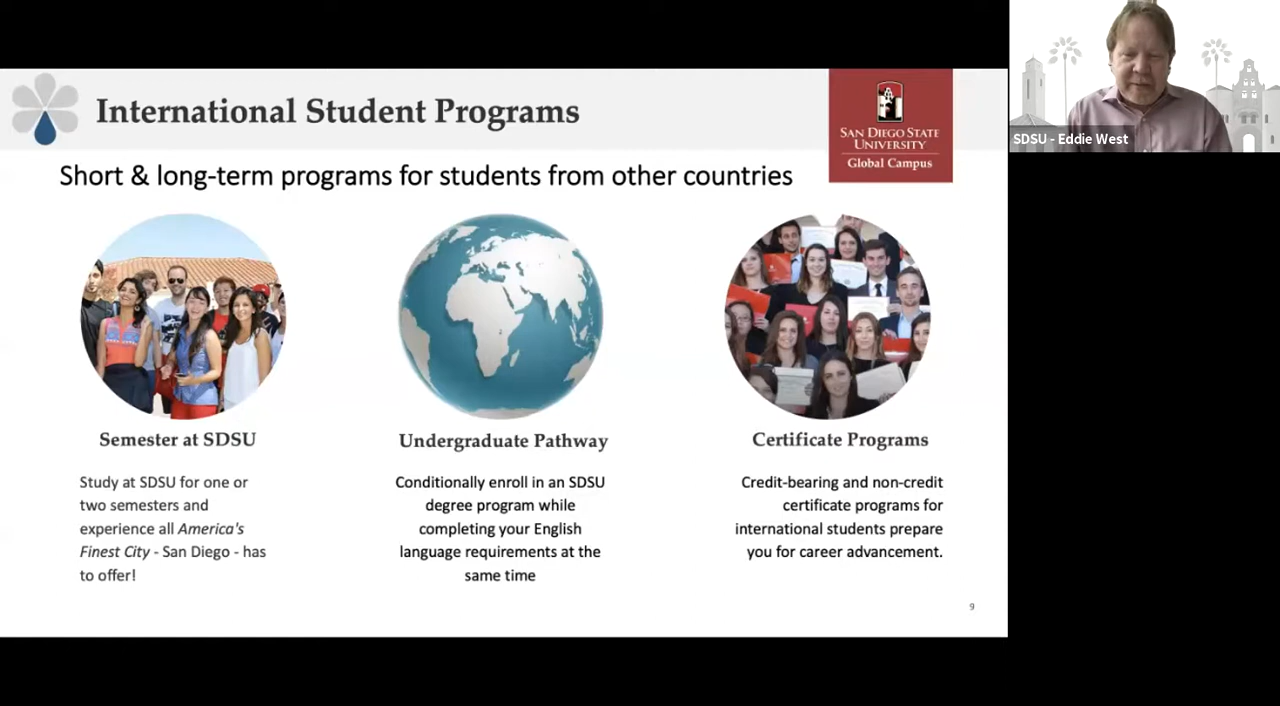 International Student Programs
SAN DIEGO STATE
UNIVERSITY
Global Campus
SDSU - Eddie West
Short & long-term programs for students from other countries
Semester at SDSU
Study at SDSU for one or
two semesters and
experience all America's
Finest City - San Diego - has
to offer!
Undergraduate Pathway
Conditionally enroll in an SDSU
degree program while
completing your English
language requirements at the
same time
Certificate Programs
Credit-bearing and non-credit
certificate programs for
international students prepare
you for career advancement.
9